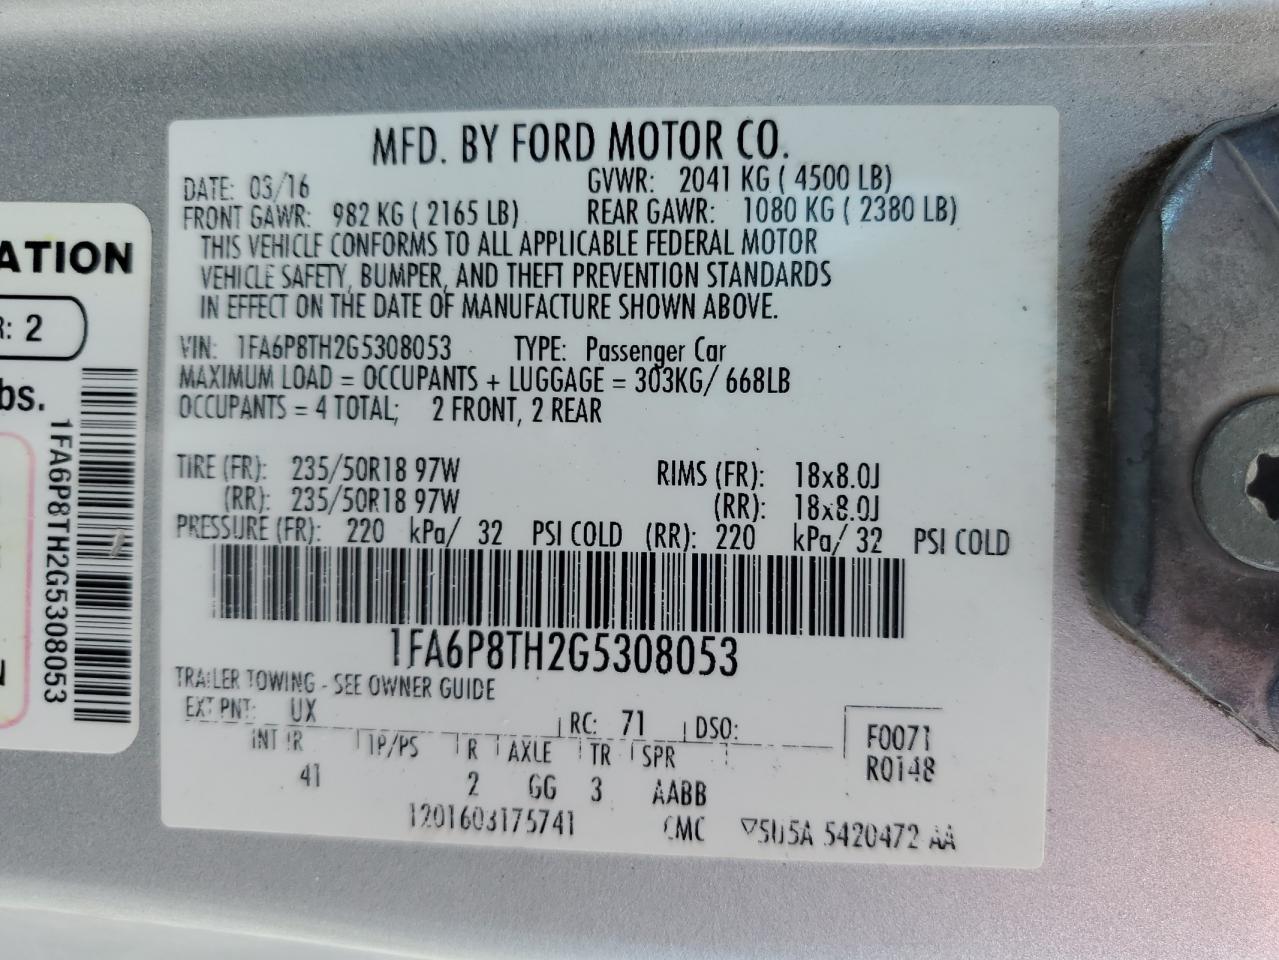 MFD. BY FORD MOTOR CO.
DATE: 03/16 GVWR: 2041 KG ( 4500 LB)
FRONT GAWR: 982 KG ( 2165 LB) REAR GAWR: 1080 KG ( 2380 LB)
THIS VEHICLE CONFORMS TO ALL APPLICABLE FEDERAL MOTOR
VEHICLE SAFETY, BUMPER, AND THEFT PREVENTION STANDARDS
IN EFFECT ON THE DATE OF MANUFACTURE SHOWN ABOVE.
VIN: 1FA6P8TH2G5308053 TYPE: Passenger Car
MAXIMUM LOAD = OCCUPANTS + LUGGAGE = 303KG/ 668LB
OCCUPANTS = 4 TOTAL; 2 FRONT, 2 REAR
TIRE (FR): 235/50R18 97W RIMS (FR): 18x8.0J
(RR): 235/50R18 97W (RR): 18x8.0J
PRESSURE (FR): 220 kPa/ 32 PSI COLD (RR): 220 kPa/ 32 PSI COLD
1FA6P8TH2G5308053
TRAILER TOWING - SEE OWNER GUIDE
EXT PNT: UX RC: 71 DSO: F0071
INT TR TP/PS R AXLE TR SPR R0148
41 2 GG 3 AABB
1201603175741 CMC ▽5U5A 5420472 AA
ATION
R: 2
bs.
1FA6P8TH2G5308053
N